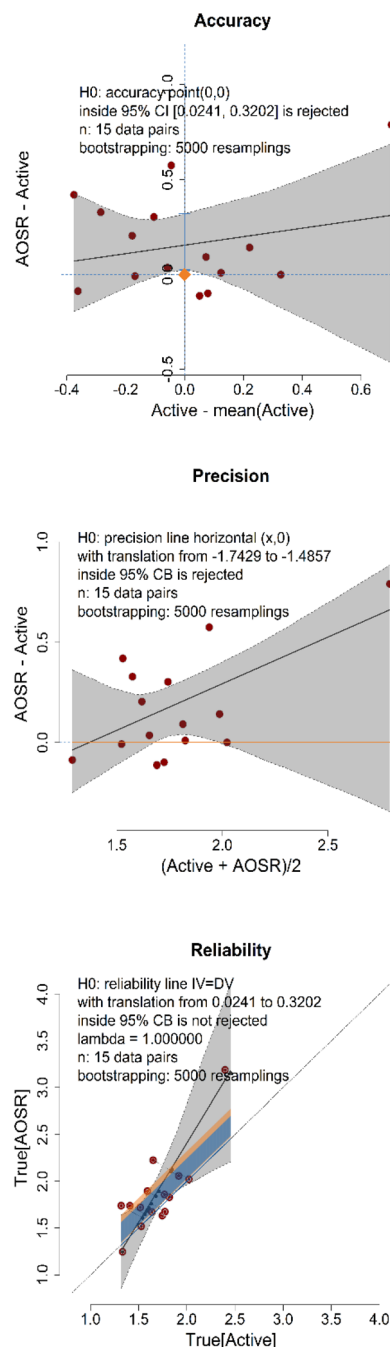 Accuracy
H0: accuracy point(0,0)
inside 95% CI [0.0241, 0.3202] is rejected
n: 15 data pairs
bootstrapping: 5000 resamplings
AOSR - Active
1.0
0.5
0
-0.5
-0.4 -0.2 0.0 0.2 0.4 0.6
Active - mean(Active)
Precision
H0: precision line horizontal (x,0)
with translation from -1.7429 to -1.4857
inside 95% CB is rejected
n: 15 data pairs
bootstrapping: 5000 resamplings
AOSR - Active
1.0
0.5
0.0
1.5 2.0 2.5
(Active + AOSR)/2
Reliability
H0: reliability line IV=DV
with translation from 0.0241 to 0.3202
inside 95% CB is not rejected
lambda = 1.000000
n: 15 data pairs
bootstrapping: 5000 resamplings
True[AOSR]
4.0
3.5
3.0
2.5
2.0
1.5
1.0
1.0 1.5 2.0 2.5 3.0 3.5 4.0
True[Active]